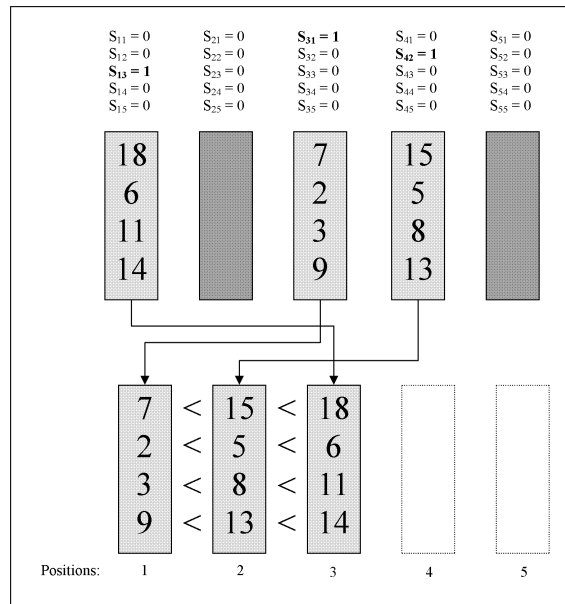 S11 = 0 S21 = 0 S31 = 1 S41 = 0 S51 = 0
S12 = 0 S22 = 0 S32 = 0 S42 = 1 S52 = 0
S13 = 1 S23 = 0 S33 = 0 S43 = 0 S53 = 0
S14 = 0 S24 = 0 S34 = 0 S44 = 0 S54 = 0
S15 = 0 S25 = 0 S35 = 0 S45 = 0 S55 = 0
18 7 15
6 2 5
11 3 8
14 9 13
7 < 15 < 18
2 < 5 < 6
3 < 8 < 11
9 < 13 < 14
Positions: 1 2 3 4 5